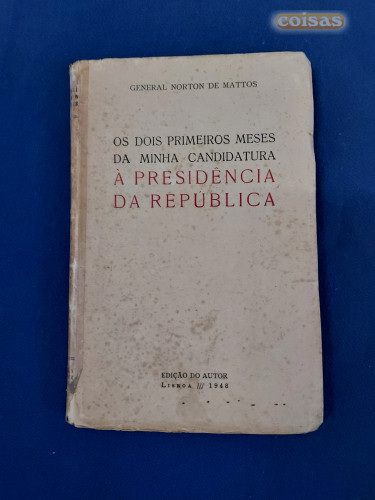 coisas
GENERAL NORTON DE MATTOS
OS DOIS PRIMEIROS MESES
DA MINHA CANDIDATURA
À PRESIDÊNCIA
DA REPÚBLICA
EDIÇÃO DO AUTOR
LISBOA /// 1948